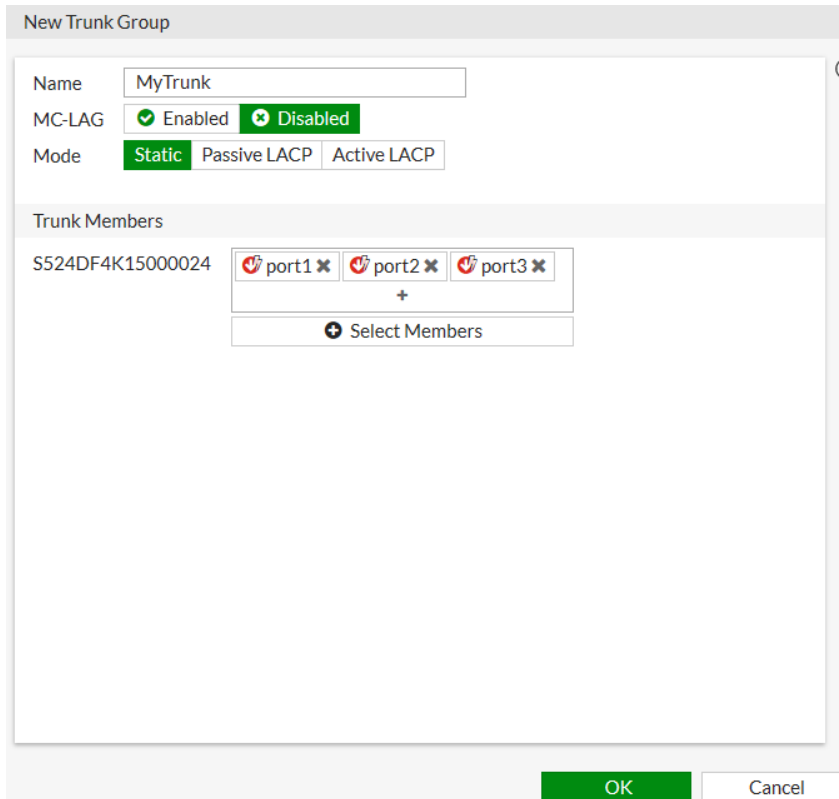 New Trunk Group
Name MyTrunk
MC-LAG Enabled Disabled
Mode Static Passive LACP Active LACP
Trunk Members
S524DF4K15000024 port1 port2 port3
+
Select Members
OK Cancel